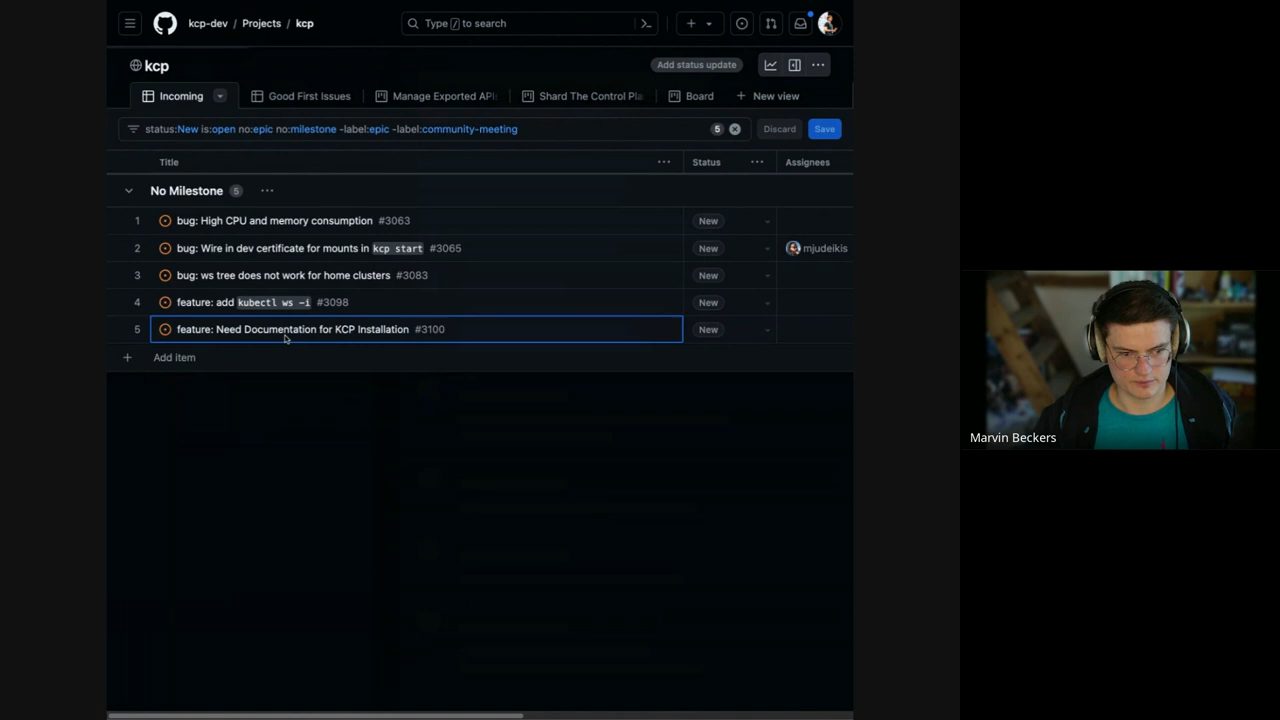 kcp-dev / Projects / kcp
Type / to search
kcp
Add status update
Incoming
Good First Issues
Manage Exported APIs
Shard The Control Pla
Board
New view
status:New is:open no:epic no:milestone -label:epic -label:community-meeting
5
Discard
Save
Title
Status
Assignees
No Milestone 5
1 bug: High CPU and memory consumption #3063 New
2 bug: Wire in dev certificate for mounts in kcp start #3065 New mjudeikis
3 bug: ws tree does not work for home clusters #3083 New
4 feature: add kubectl ws -i #3098 New
5 feature: Need Documentation for KCP Installation #3100 New
+ Add item
Marvin Beckers